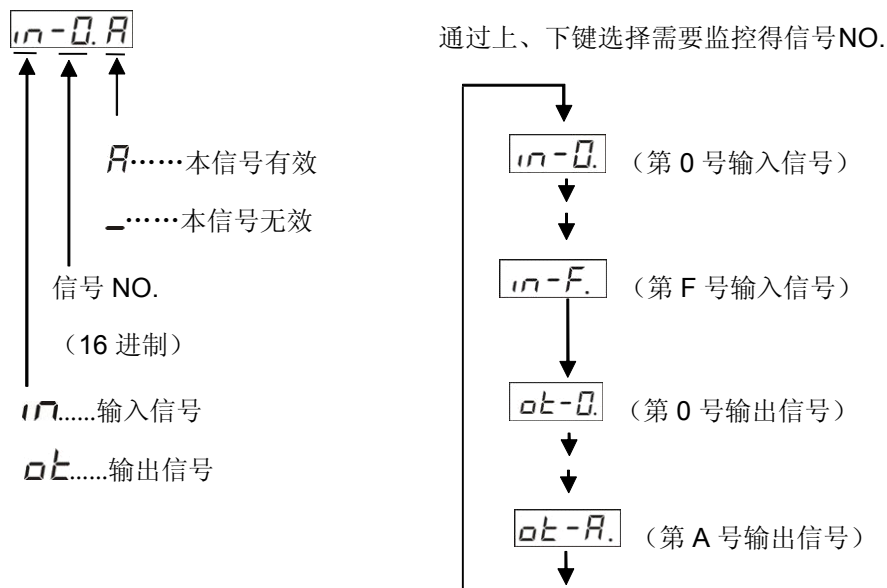 in-0.A
A……本信号有效
_……本信号无效
信号 NO.
（16 进制）
in......输入信号
ot......输出信号
通过上、下键选择需要监控得信号NO.
in-0. （第 0 号输入信号）
in-F. （第 F 号输入信号）
ot-0. （第 0 号输出信号）
ot-A. （第 A 号输出信号）